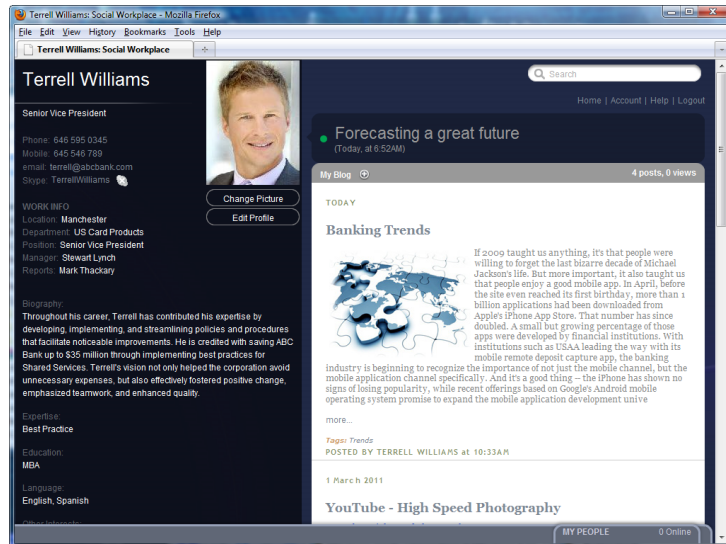 Terrell Williams: Social Workplace - Mozilla Firefox
File Edit View History Bookmarks Tools Help
Terrell Williams: Social Workplace
Terrell Williams
Senior Vice President
Phone: 646 595 0345
Mobile: 645 546 789
email: terrell@abcbank.com
Skype: TerrellWilliams
Change Picture
Edit Profile
WORK INFO
Location: Manchester
Department: US Card Products
Position: Senior Vice President
Manager: Stewart Lynch
Reports: Mark Thackary
Biography:
Throughout his career, Terrell has contributed his expertise by
developing, implementing, and streamlining policies and procedures
that facilitate noticeable improvements. He is credited with saving ABC
Bank up to $35 million through implementing best practices for
Shared Services. Terrell's vision not only helped the corporation avoid
unnecessary expenses, but also effectively fostered positive change,
emphasized teamwork, and enhanced quality.
Expertise:
Best Practice
Education:
MBA
Language:
English, Spanish
Other Interests:
Search
Home | Account | Help | Logout
Forecasting a great future
(Today, at 6:52AM)
My Blog
4 posts, 0 views
TODAY
Banking Trends
If 2009 taught us anything, it's that people were
willing to forget the last bizarre decade of Michael
Jackson's life. But more important, it also taught us
that people enjoy a good mobile app. In April, before
the site even reached its first birthday, more than 1
billion applications had been downloaded from
Apple's iPhone App Store. That number has since
doubled. A small but growing percentage of those
apps were developed by financial institutions. With
institutions such as USAA leading the way with its
mobile remote deposit capture app, the banking
industry is beginning to recognize the importance of not just the mobile channel, but the
mobile application channel specifically. And it's a good thing – the iPhone has shown no
signs of losing popularity, while recent offerings based on Google's Android mobile
operating system promise to expand the mobile application development unive
more...
Tags: Trends
POSTED BY TERRELL WILLIAMS at 10:33AM
1 March 2011
YouTube - High Speed Photography
MY PEOPLE
0 Online